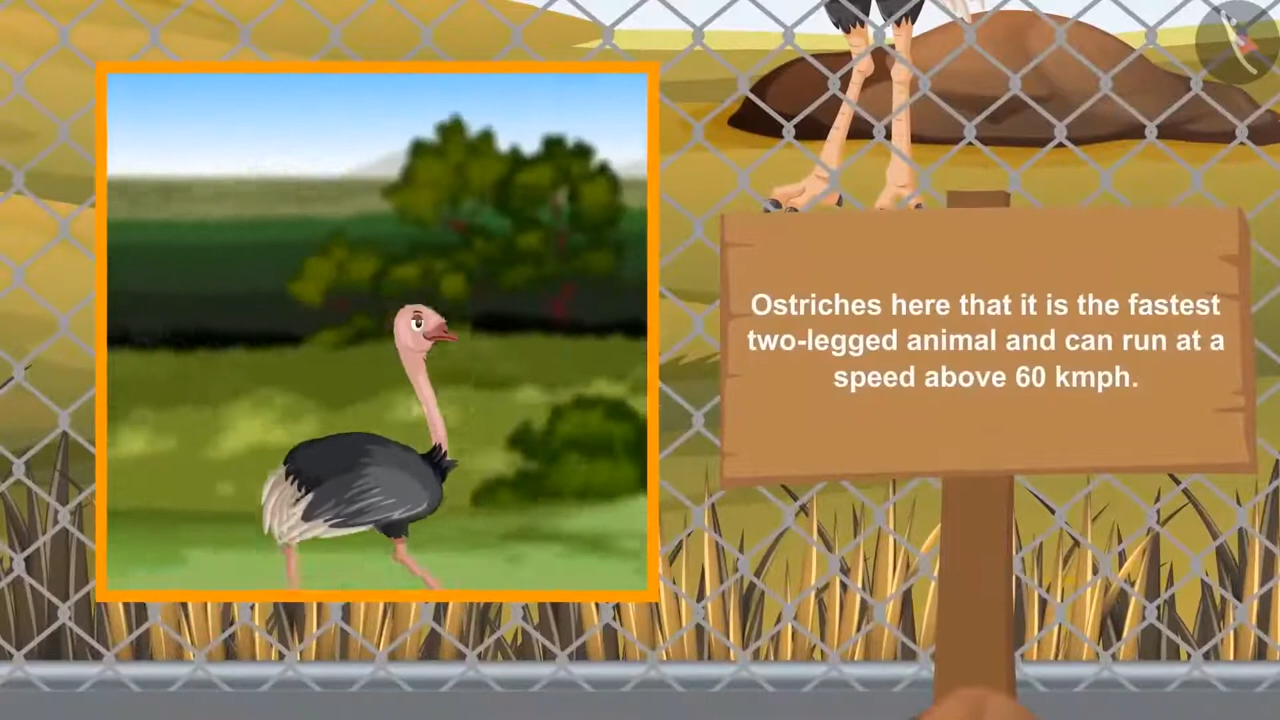 Ostriches here that it is the fastest
two-legged animal and can run at a
speed above 60 kmph.